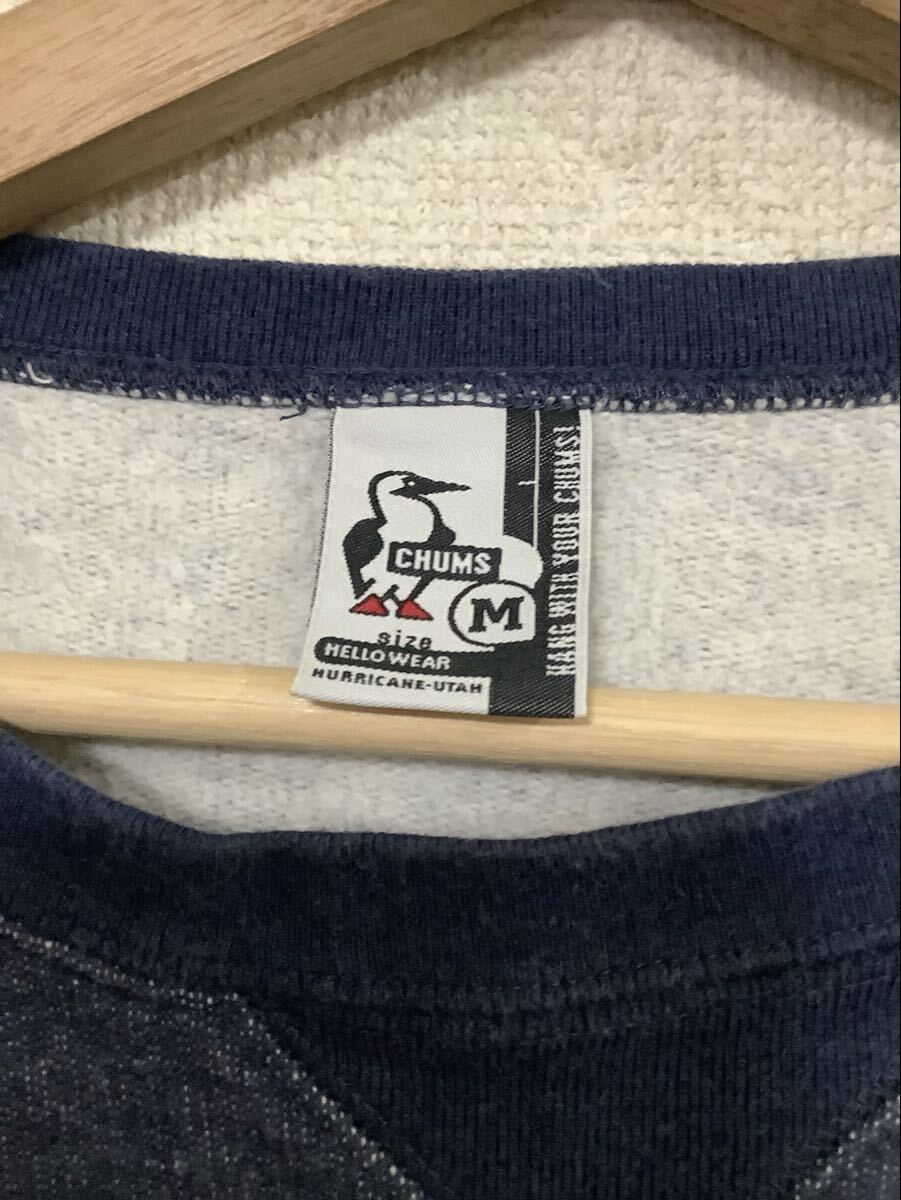 CHUMS
M
size
HELLO WEAR
HURRICANE-UTAH
HANG WITH YOUR CHUMS!